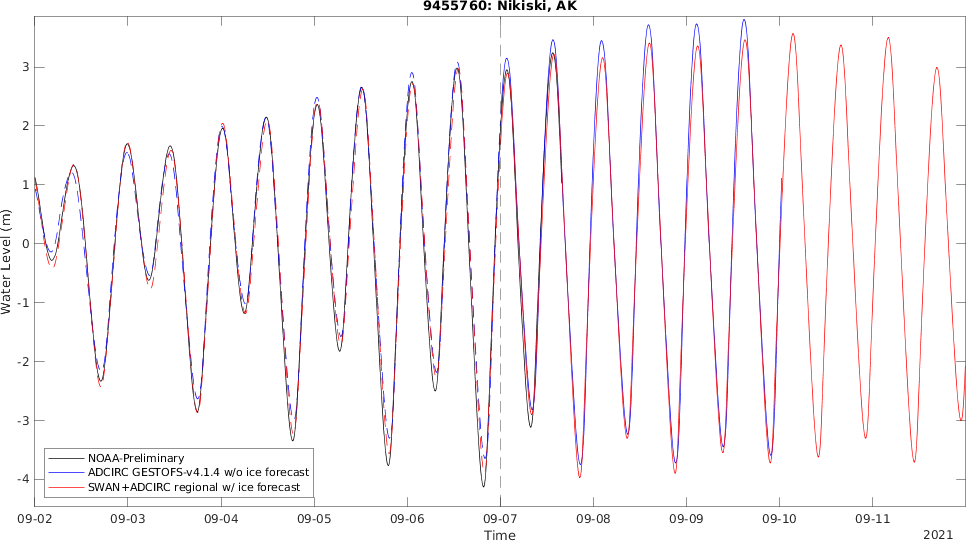 9455760: Nikiski, AK
Water Level (m)
3
2
1
0
-1
-2
-3
-4
NOAA-Preliminary
ADCIRC GESTOFS-v4.1.4 w/o ice forecast
SWAN+ADCIRC regional w/ ice forecast
09-02 09-03 09-04 09-05 09-06 09-07 09-08 09-09 09-10 09-11
Time
2021